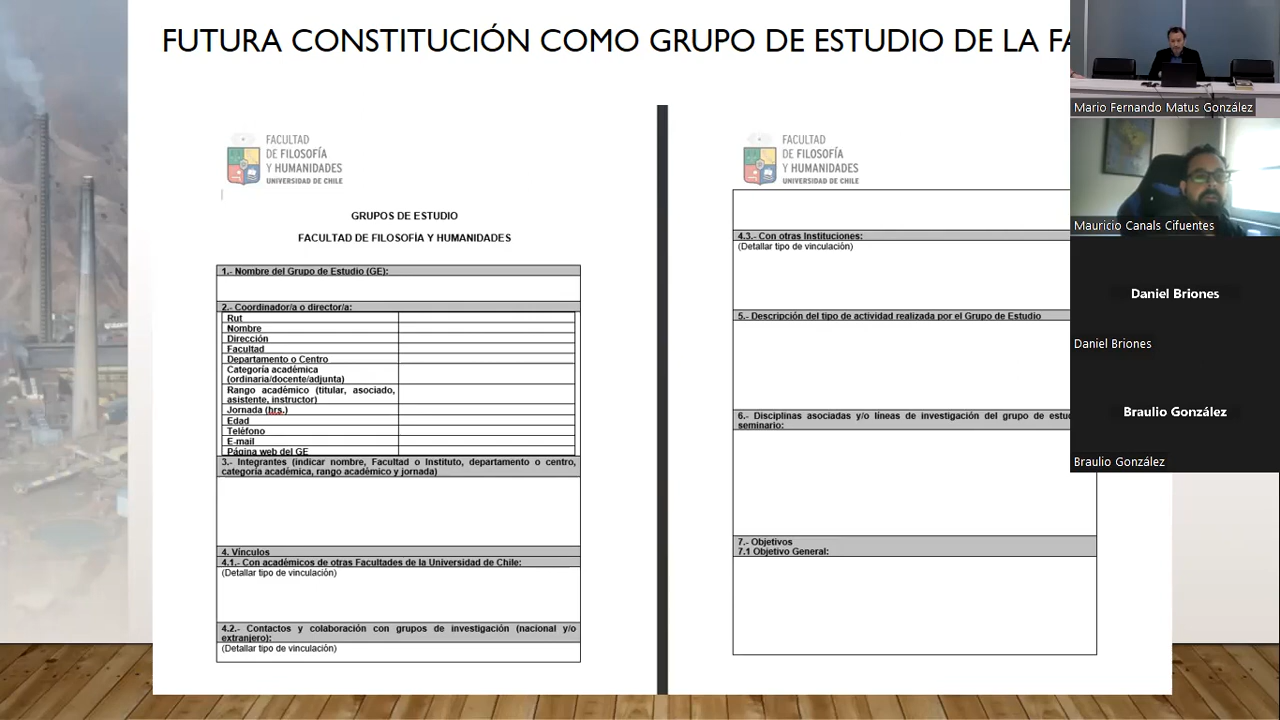 FUTURA CONSTITUCIÓN COMO GRUPO DE ESTUDIO DE LA FA
FACULTAD
DE FILOSOFÍA
Y HUMANIDADES
UNIVERSIDAD DE CHILE
GRUPOS DE ESTUDIO
FACULTAD DE FILOSOFÍA Y HUMANIDADES
1.- Nombre del Grupo de Estudio (GE):
2.- Coordinador/a o director/a:
Rut
Nombre
Dirección
Facultad
Departamento o Centro
Categoría académica
(ordinaria/docente/adjunta)
Rango académico (titular, asociado,
asistente, instructor)
Jornada (hrs.)
Edad
Teléfono
E-mail
Página web del GE
3.- Integrantes (indicar nombre, Facultad o Instituto, departamento o centro,
categoría académica, rango académico y jornada)
4. Vínculos
4.1.- Con académicos de otras Facultades de la Universidad de Chile:
(Detallar tipo de vinculación)
4.2.- Contactos y colaboración con grupos de investigación (nacional y/o
extranjero):
(Detallar tipo de vinculación)
FACULTAD
DE FILOSOFÍA
Y HUMANIDADES
UNIVERSIDAD DE CHILE
4.3.- Con otras Instituciones:
(Detallar tipo de vinculación)
5.- Descripción del tipo de actividad realizada por el Grupo de Estudio
6.- Disciplinas asociadas y/o líneas de investigación del grupo de estu
seminario:
7.- Objetivos
7.1 Objetivo General:
Mario Fernando Matus González
Mauricio Canals Cifuentes
Daniel Briones
Daniel Briones
Braulio González
Braulio González